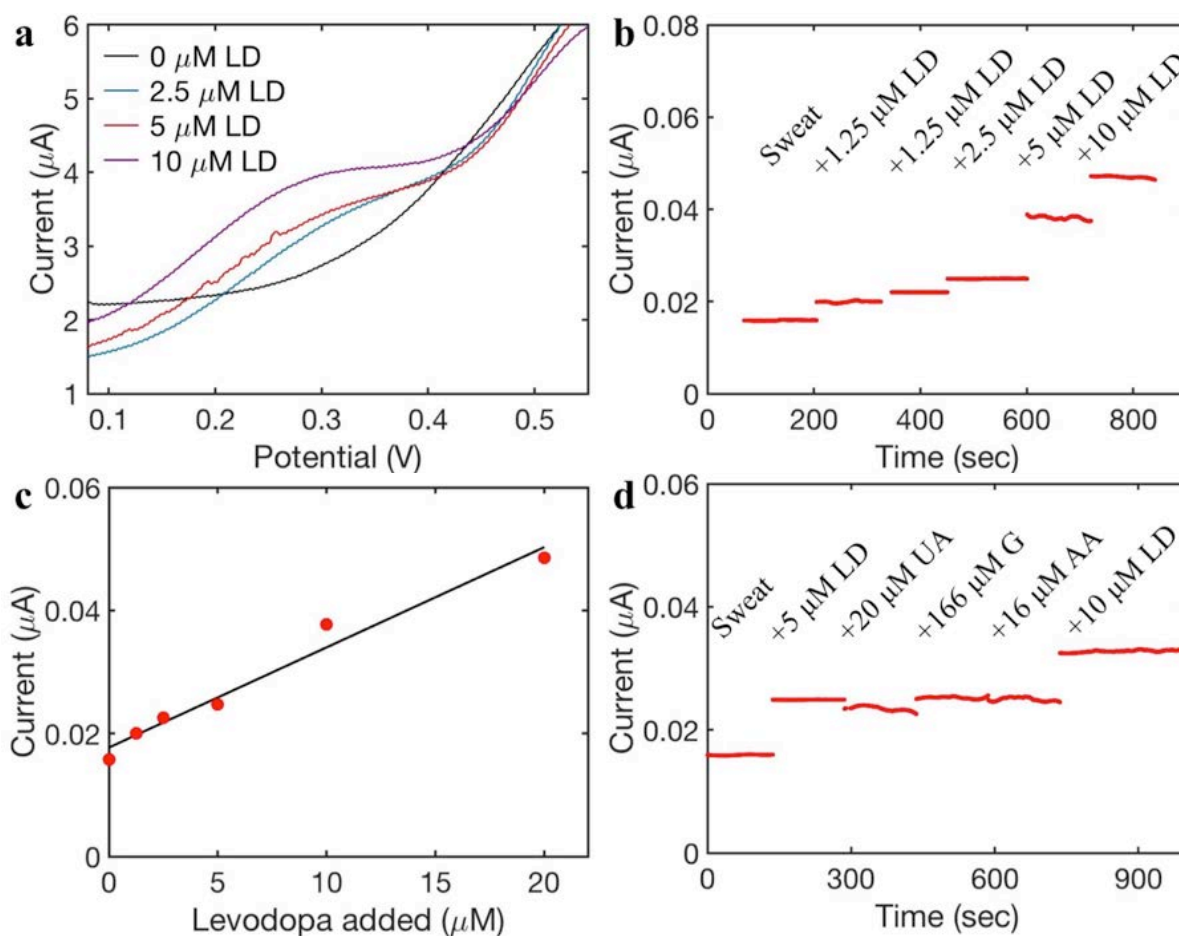 a
6
5
4
3
2
1
Current (μA)
0 μM LD
2.5 μM LD
5 μM LD
10 μM LD
0.1 0.2 0.3 0.4 0.5
Potential (V)
b
0.08
0.06
0.04
0.02
0
Current (μA)
Sweat
+1.25 μM LD
+1.25 μM LD
+2.5 μM LD
+5 μM LD
+10 μM LD
0 200 400 600 800
Time (sec)
c
0.06
0.04
0.02
0
Current (μA)
0 5 10 15 20
Levodopa added (μM)
d
0.06
0.04
0.02
0
Current (μA)
Sweat
+5 μM LD
+20 μM UA
+166 μM G
+16 μM AA
+10 μM LD
0 300 600 900
Time (sec)